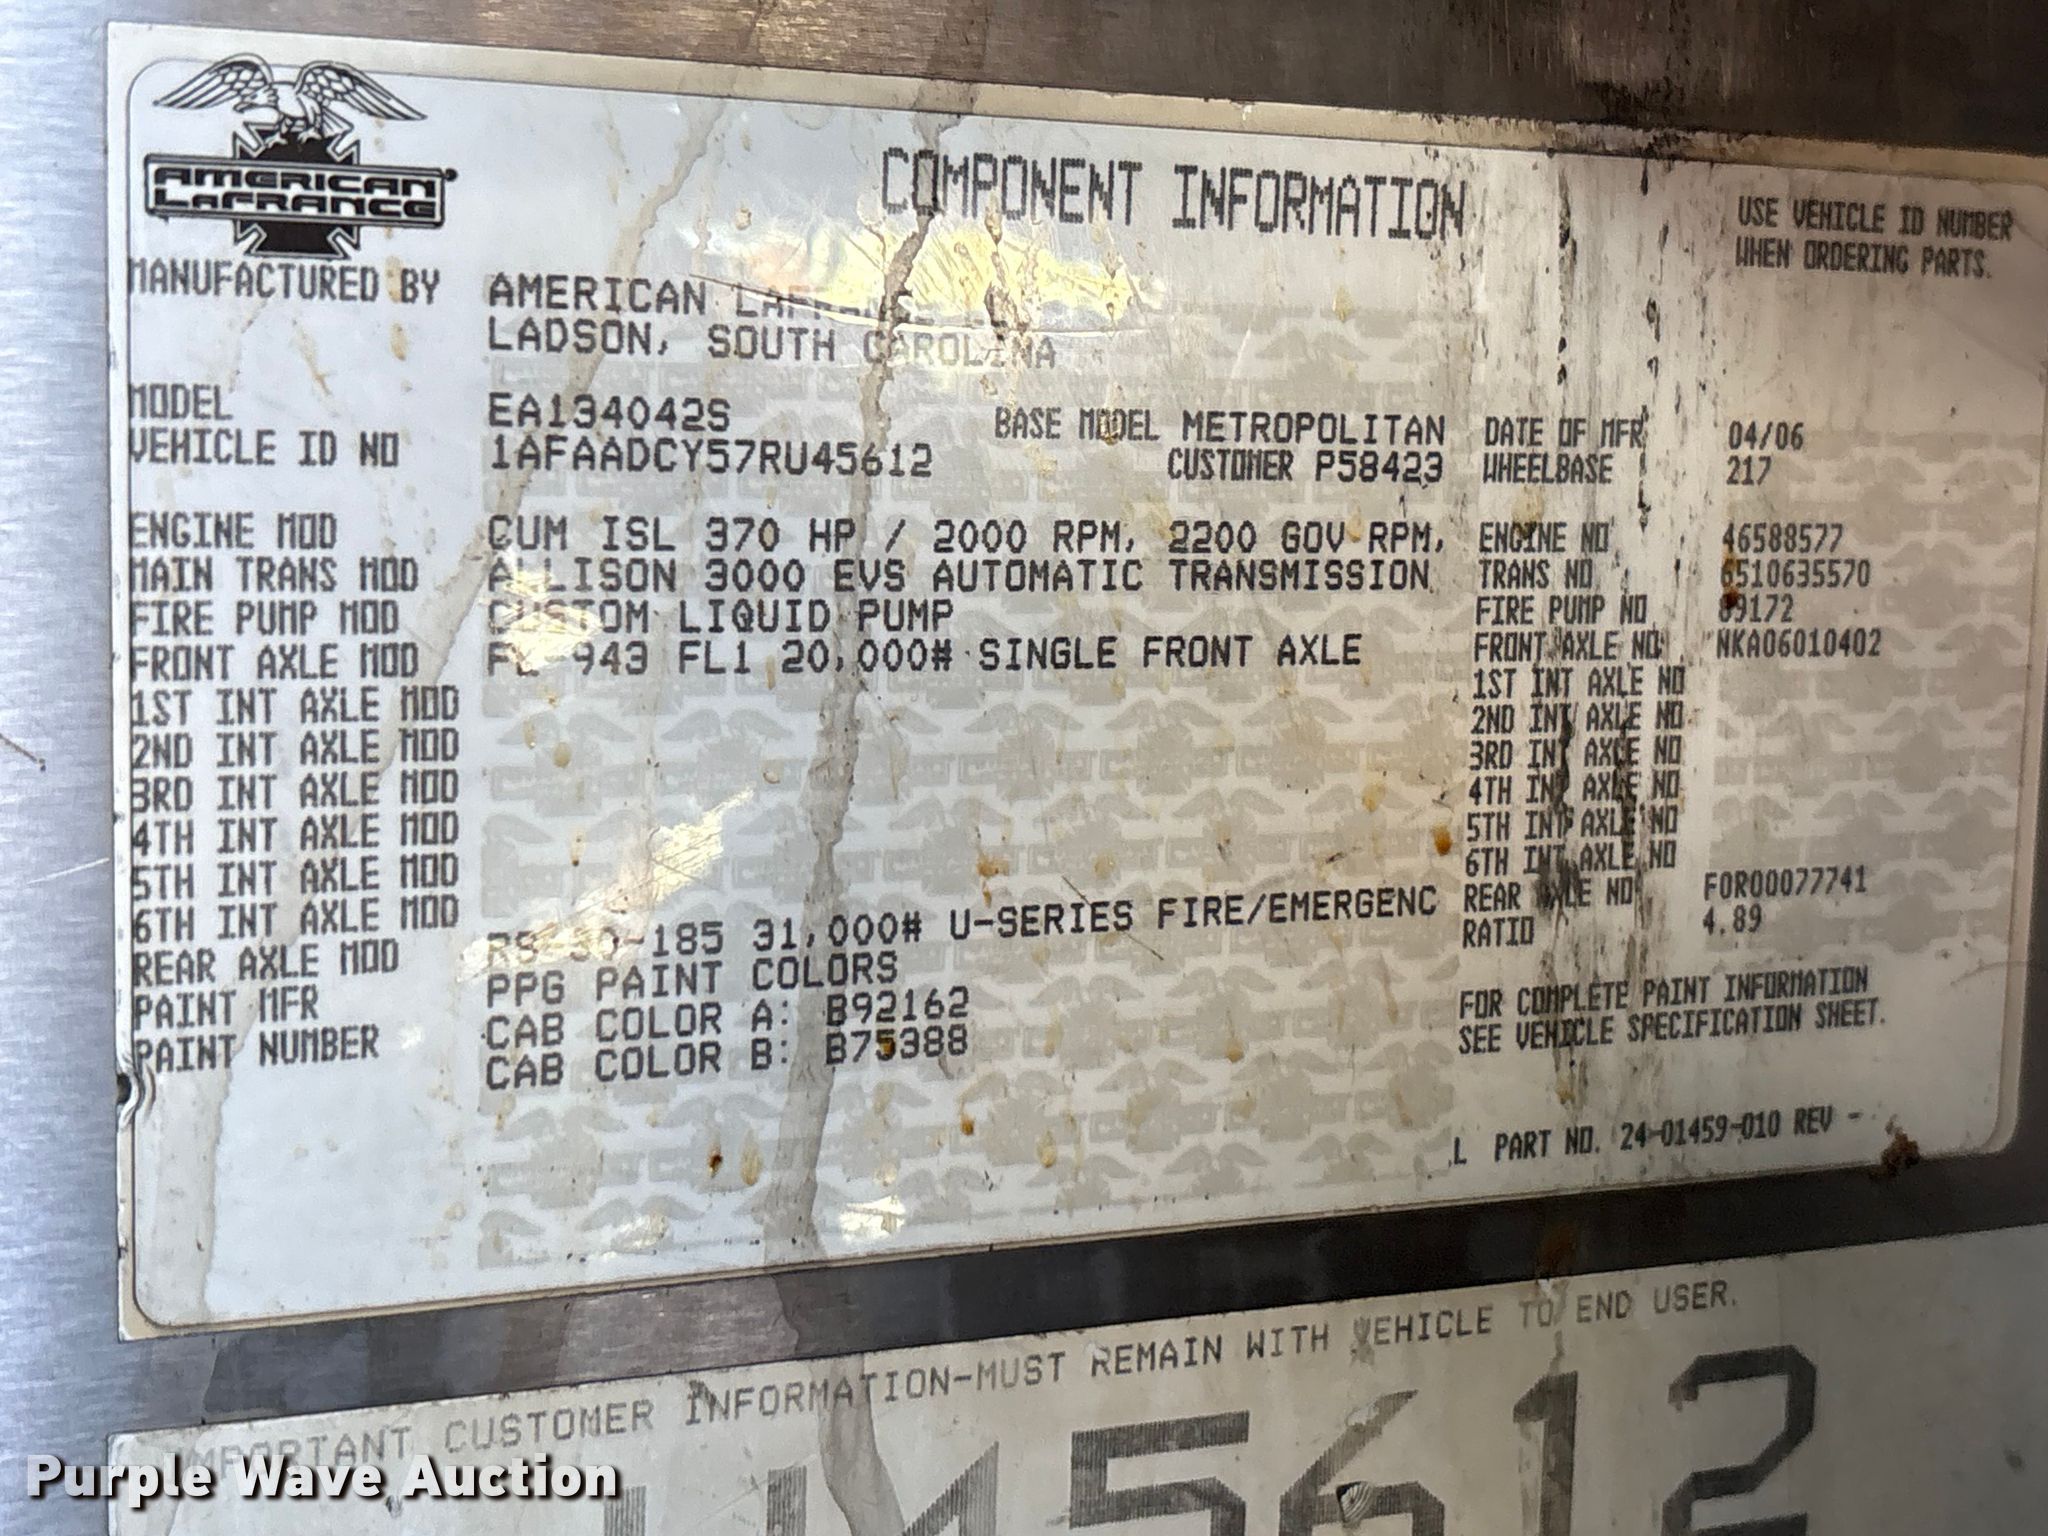 AMERICAN
LAFRANCE
COMPONENT INFORMATION
USE VEHICLE ID NUMBER
WHEN ORDERING PARTS.
MANUFACTURED BY AMERICAN LAFRANCE
LADSON, SOUTH CAROLINA
MODEL EA134042S BASE MODEL METROPOLITAN DATE OF MFR 04/06
VEHICLE ID NO 1AFAADCY57RU45612 CUSTOMER P58423 WHEELBASE 217
ENGINE MOD CUM ISL 370 HP / 2000 RPM, 2200 GOV RPM, ENGINE NO 46588577
MAIN TRANS MOD ALLISON 3000 EVS AUTOMATIC TRANSMISSION TRANS NO. 6510635570
FIRE PUMP MOD CUSTOM LIQUID PUMP FIRE PUMP NO 89172
FRONT AXLE MOD FL-943 FL1 20,000# SINGLE FRONT AXLE FRONT AXLE NO NKA06010402
1ST INT AXLE MOD 1ST INT AXLE NO
2ND INT AXLE MOD 2ND INT AXLE NO
3RD INT AXLE MOD 3RD INT AXLE NO
4TH INT AXLE MOD 4TH INT AXLE NO
5TH INT AXLE MOD 5TH INT AXLE NO
6TH INT AXLE MOD 6TH INT AXLE NO
REAR AXLE MOD RS-30-185 31,000# U-SERIES FIRE/EMERGENC REAR AXLE NO FOR00077741
PAINT MFR PPG PAINT COLORS RATIO 4.89
PAINT NUMBER CAB COLOR A: B92162
CAB COLOR B: B75388
FOR COMPLETE PAINT INFORMATION
SEE VEHICLE SPECIFICATION SHEET.
L PART NO. 24-01459-010 REV -
IMPORTANT CUSTOMER INFORMATION-MUST REMAIN WITH VEHICLE TO END USER.
U45612
Purple Wave Auction